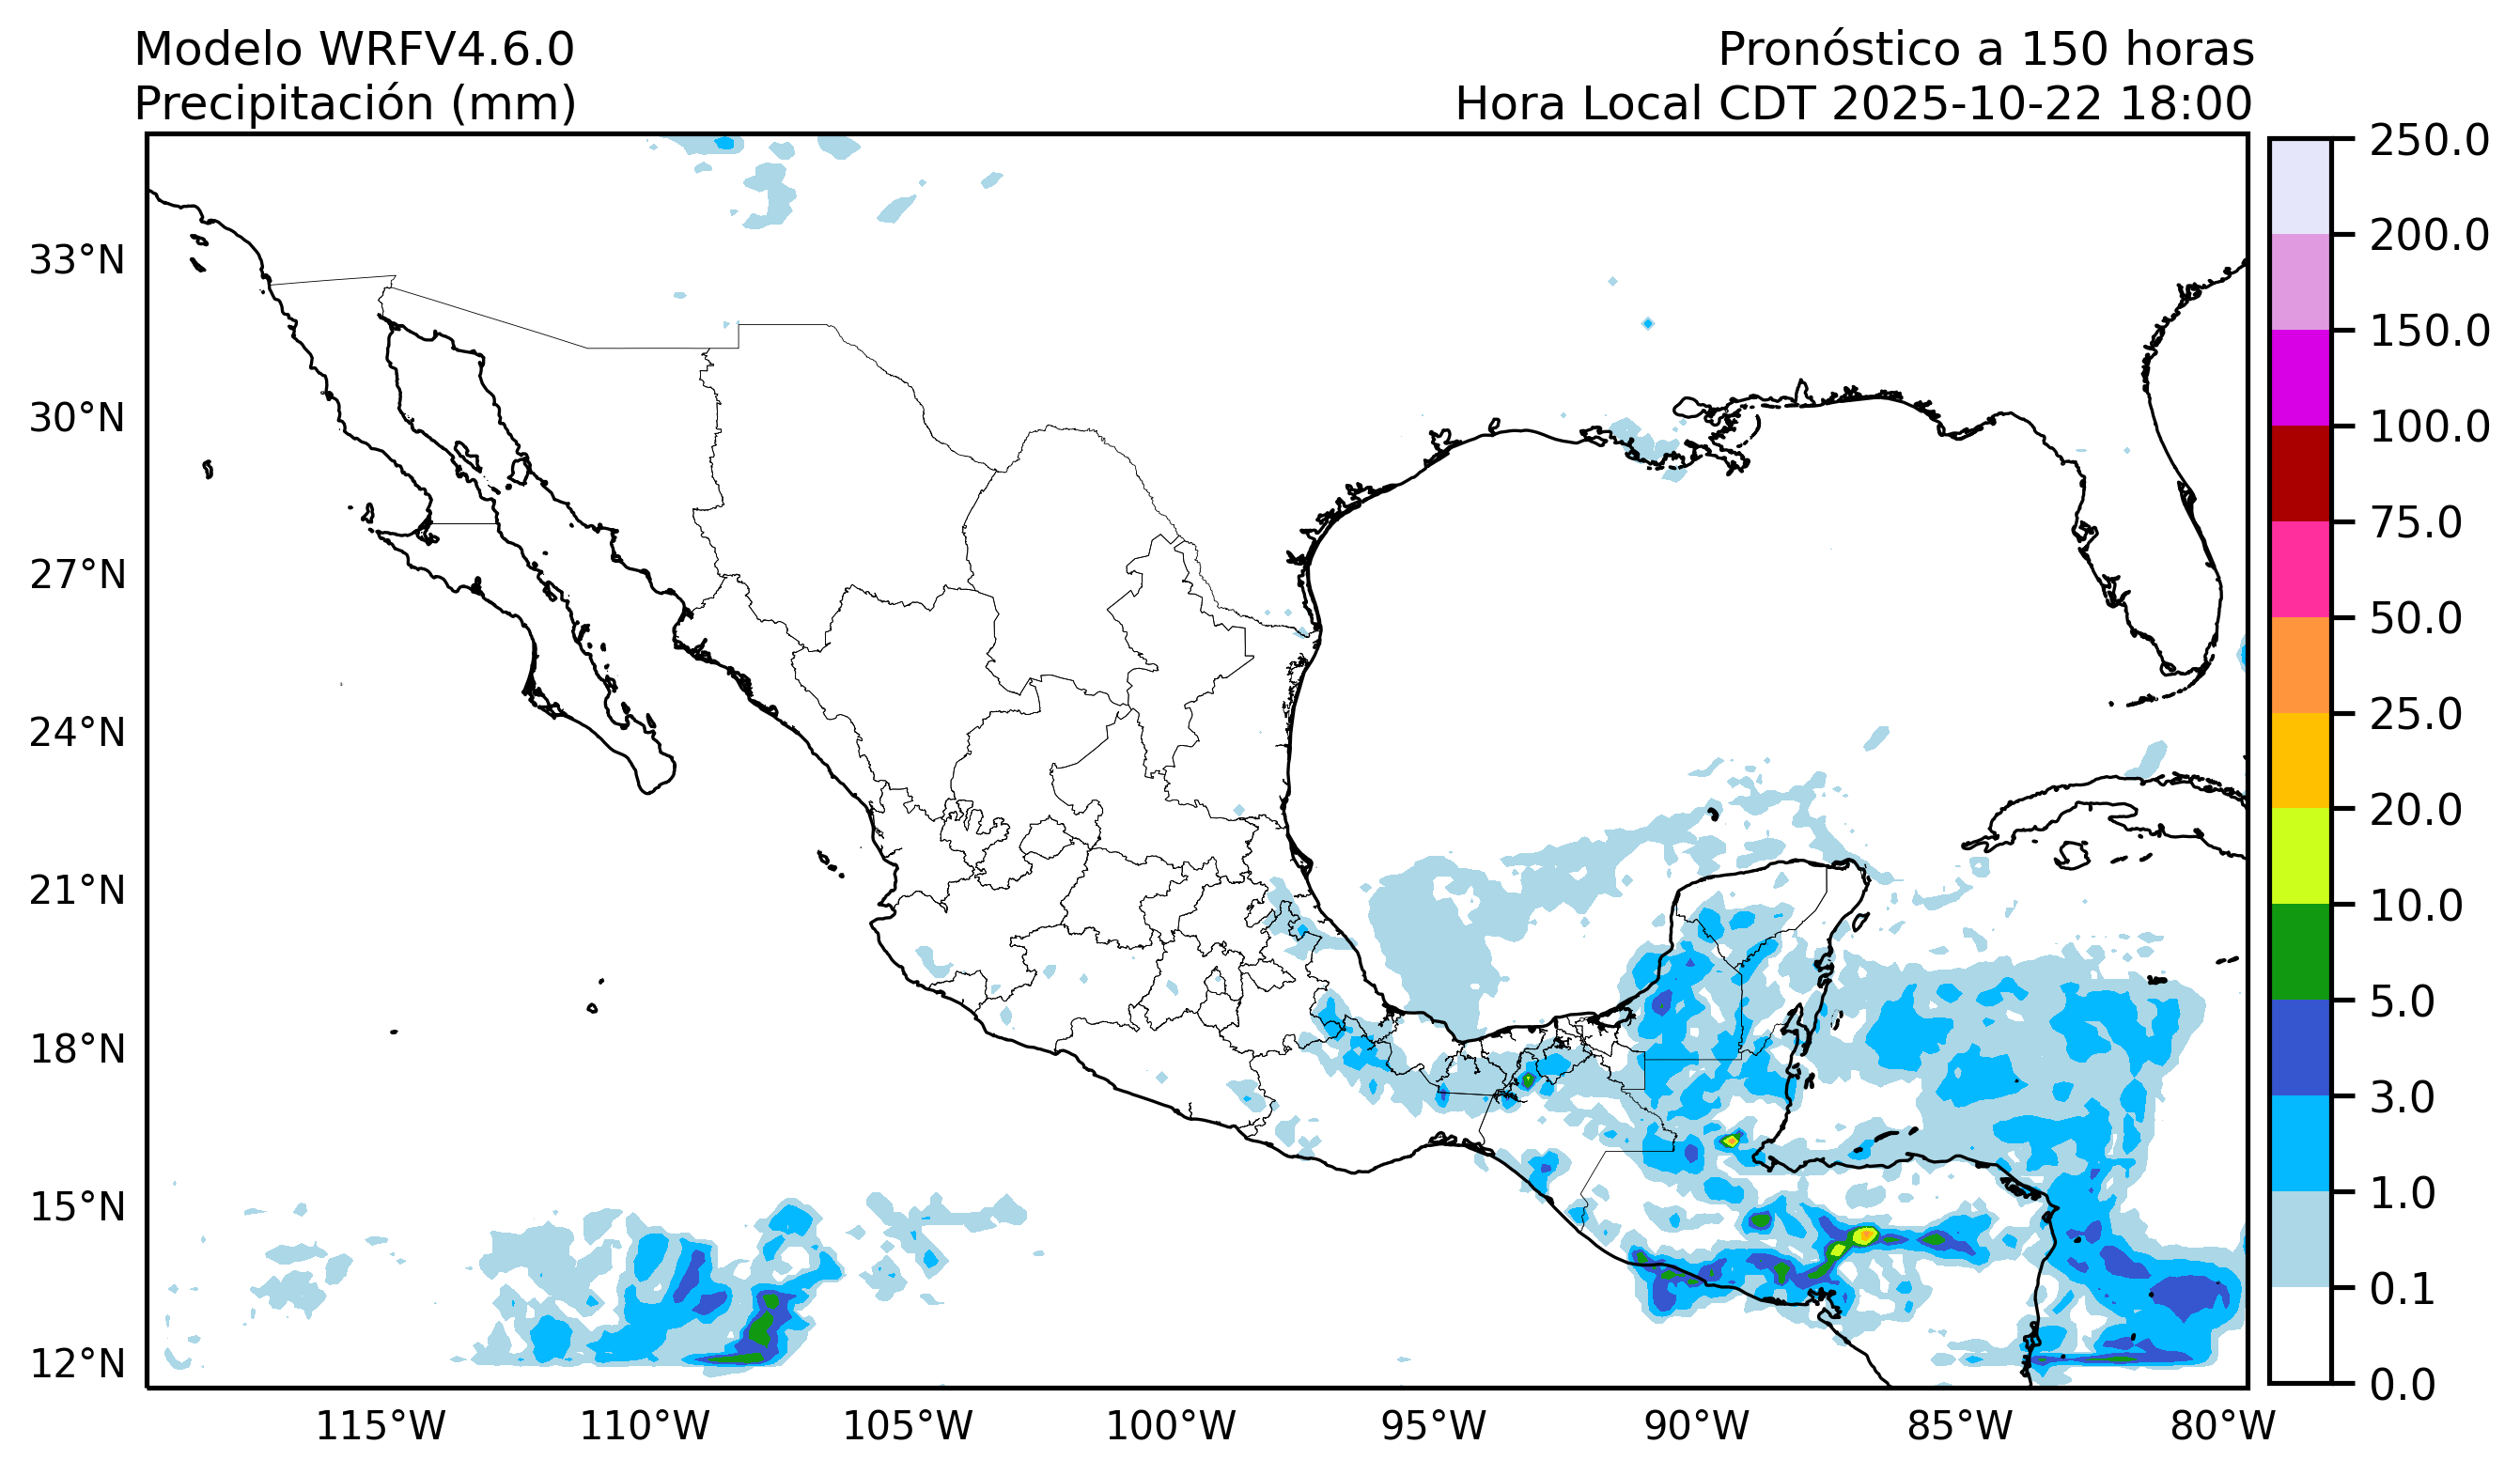 Modelo WRFV4.6.0
Precipitación (mm)
Pronóstico a 150 horas
Hora Local CDT 2025-10-22 18:00
33°N
30°N
27°N
24°N
21°N
18°N
15°N
12°N
115°W
110°W
105°W
100°W
95°W
90°W
85°W
80°W
250.0
200.0
150.0
100.0
75.0
50.0
25.0
20.0
10.0
5.0
3.0
1.0
0.1
0.0